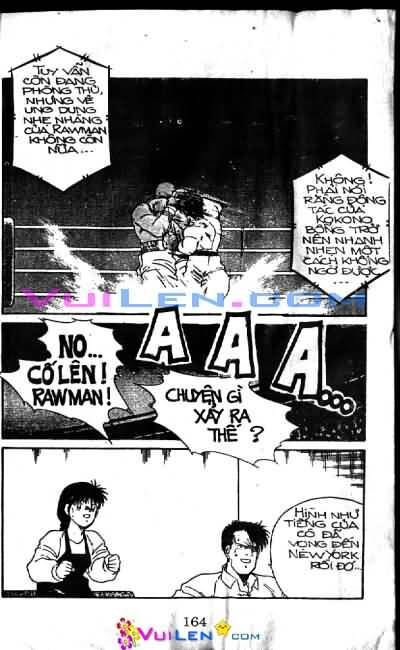 TUY VẪN
CÒN ĐANG
PHÒNG THỦ,
NHƯNG VẺ
UNG DUNG
NHẸ NHÀNG
CỦA RAWMAN
KHÔNG CÒN
NỮA...
KHÔNG!
PHẢI NÓI
RẰNG ĐỘNG
TÁC CỦA
KOKONO
BỖNG TRỞ
NÊN NHANH
NHẸN MỘT
CÁCH KHÔNG
NGỜ ĐƯỢC
...
VuiLen.com
A A A...
NO...
CỐ LÊN!
RAWMAN!
CHUYỆN GÌ
XẢY RA
THẾ ?
HÌNH NHƯ
TIẾNG CỦA
CÔ ĐÃ
VỌNG ĐẾN
NEW YORK
RỒI ĐÓ...
164
VuiLen.com